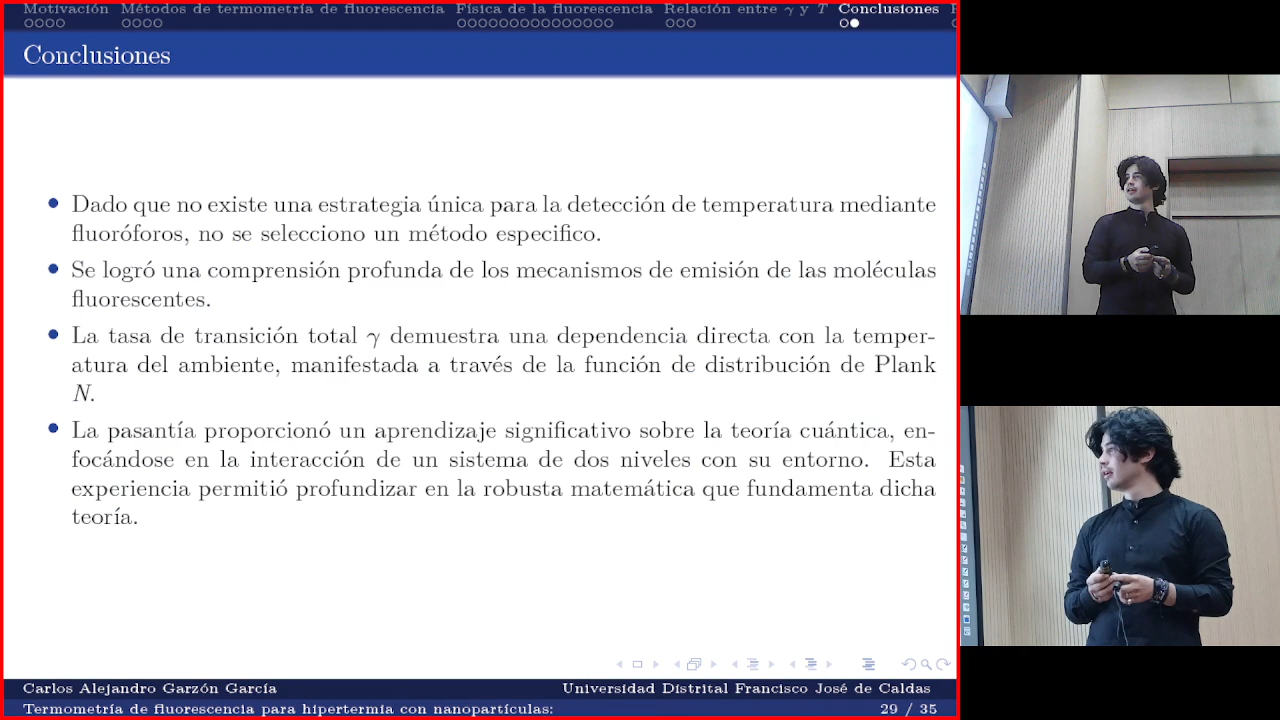 Motivación Métodos de termometría de fluorescencia Física de la fluorescencia Relación entre γ y T Conclusiones
Conclusiones
Dado que no existe una estrategia única para la detección de temperatura mediante
fluoróforos, no se selecciono un método especifico.
Se logró una comprensión profunda de los mecanismos de emisión de las moléculas
fluorescentes.
La tasa de transición total γ demuestra una dependencia directa con la temper-
atura del ambiente, manifestada a través de la función de distribución de Plank
N.
La pasantía proporcionó un aprendizaje significativo sobre la teoría cuántica, en-
focándose en la interacción de un sistema de dos niveles con su entorno. Esta
experiencia permitió profundizar en la robusta matemática que fundamenta dicha
teoría.
Carlos Alejandro Garzón García Universidad Distrital Francisco José de Caldas
Termometría de fluorescencia para hipertermia con nanopartículas: 29 / 35